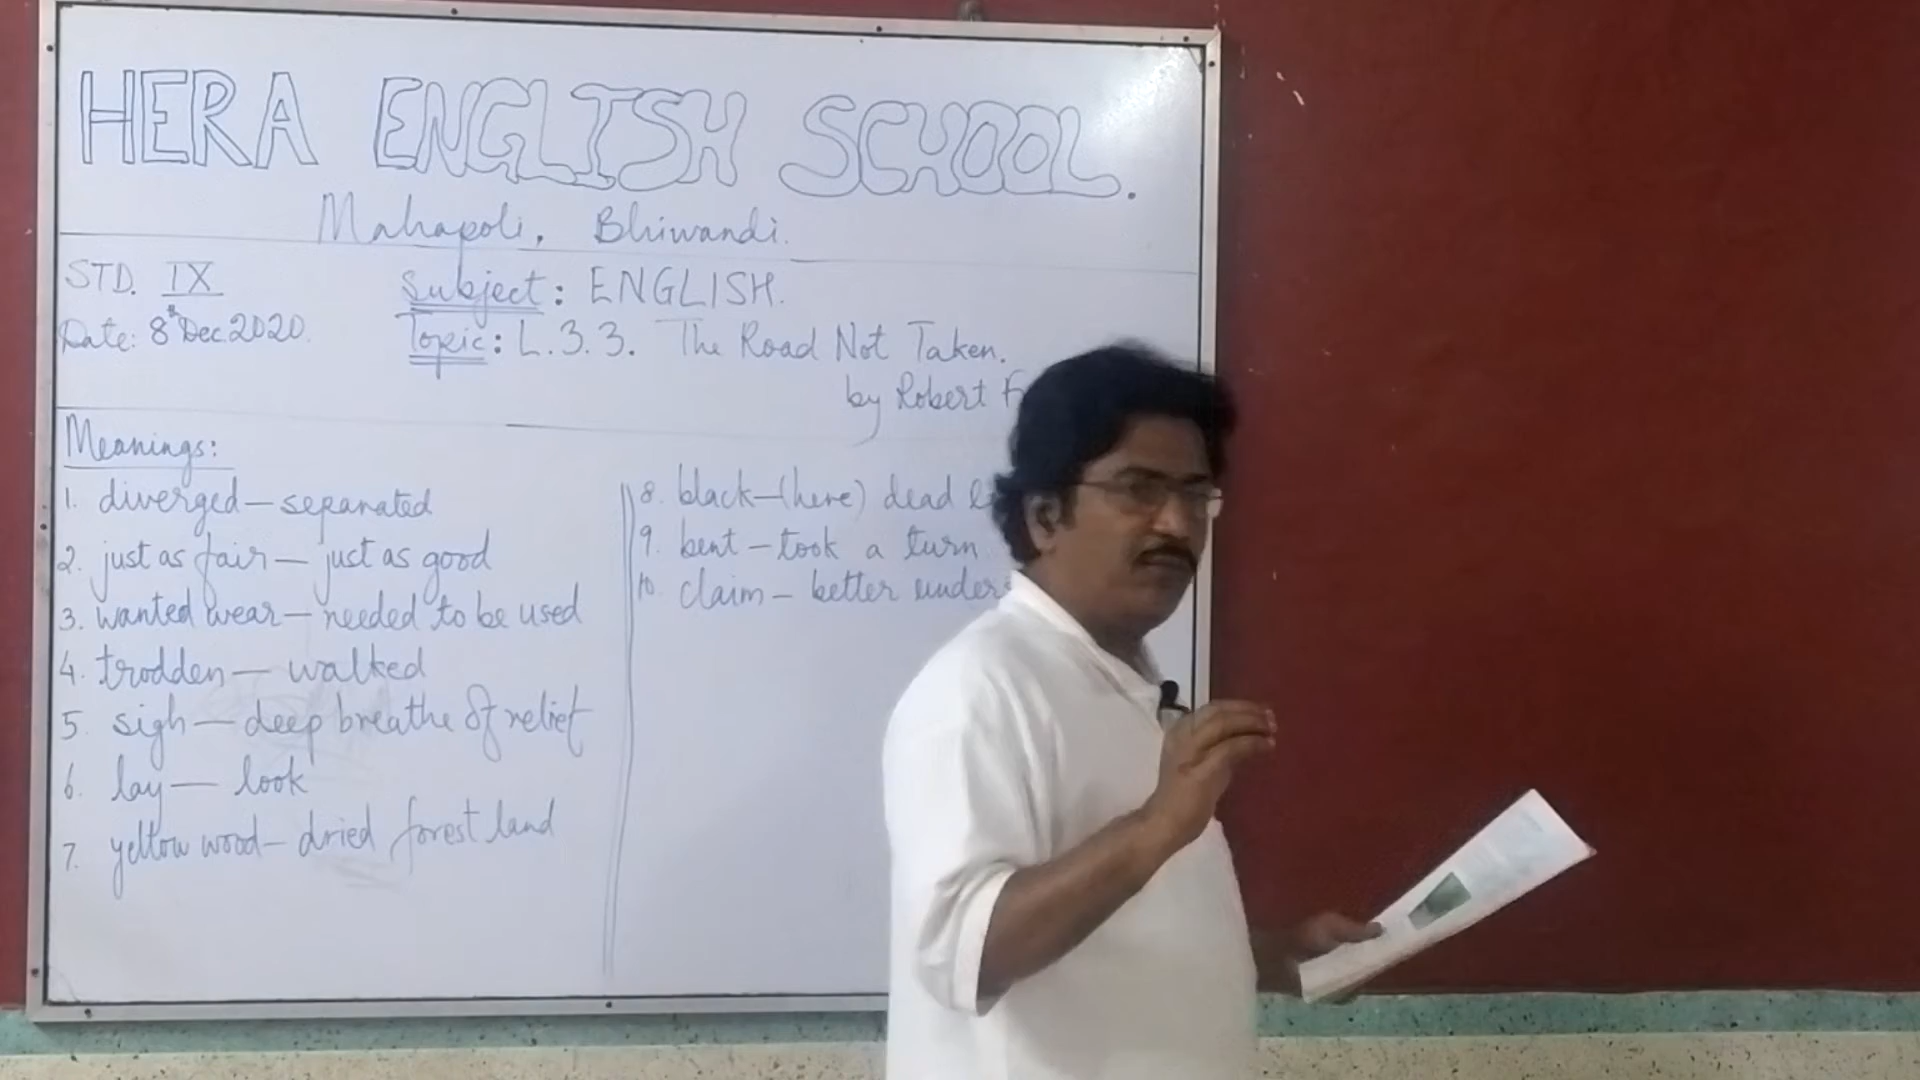 HERA ENGLISH SCHOOL.
Mahapoli, Bhiwandi.
STD. IX
Subject: ENGLISH.
Date: 8th Dec 2020.
Topic: L.3.3. The Road Not Taken.
by Robert
Meanings:
1. diverged — separated
2. just as fair — just as good
3. wanted wear — needed to be used
4. trodden — walked
5. sigh — deep breathe of relief
6. lay — look
7. yellow wood — dried forest land
8. black — (here) dead
9. bent — took a turn
10. claim — better